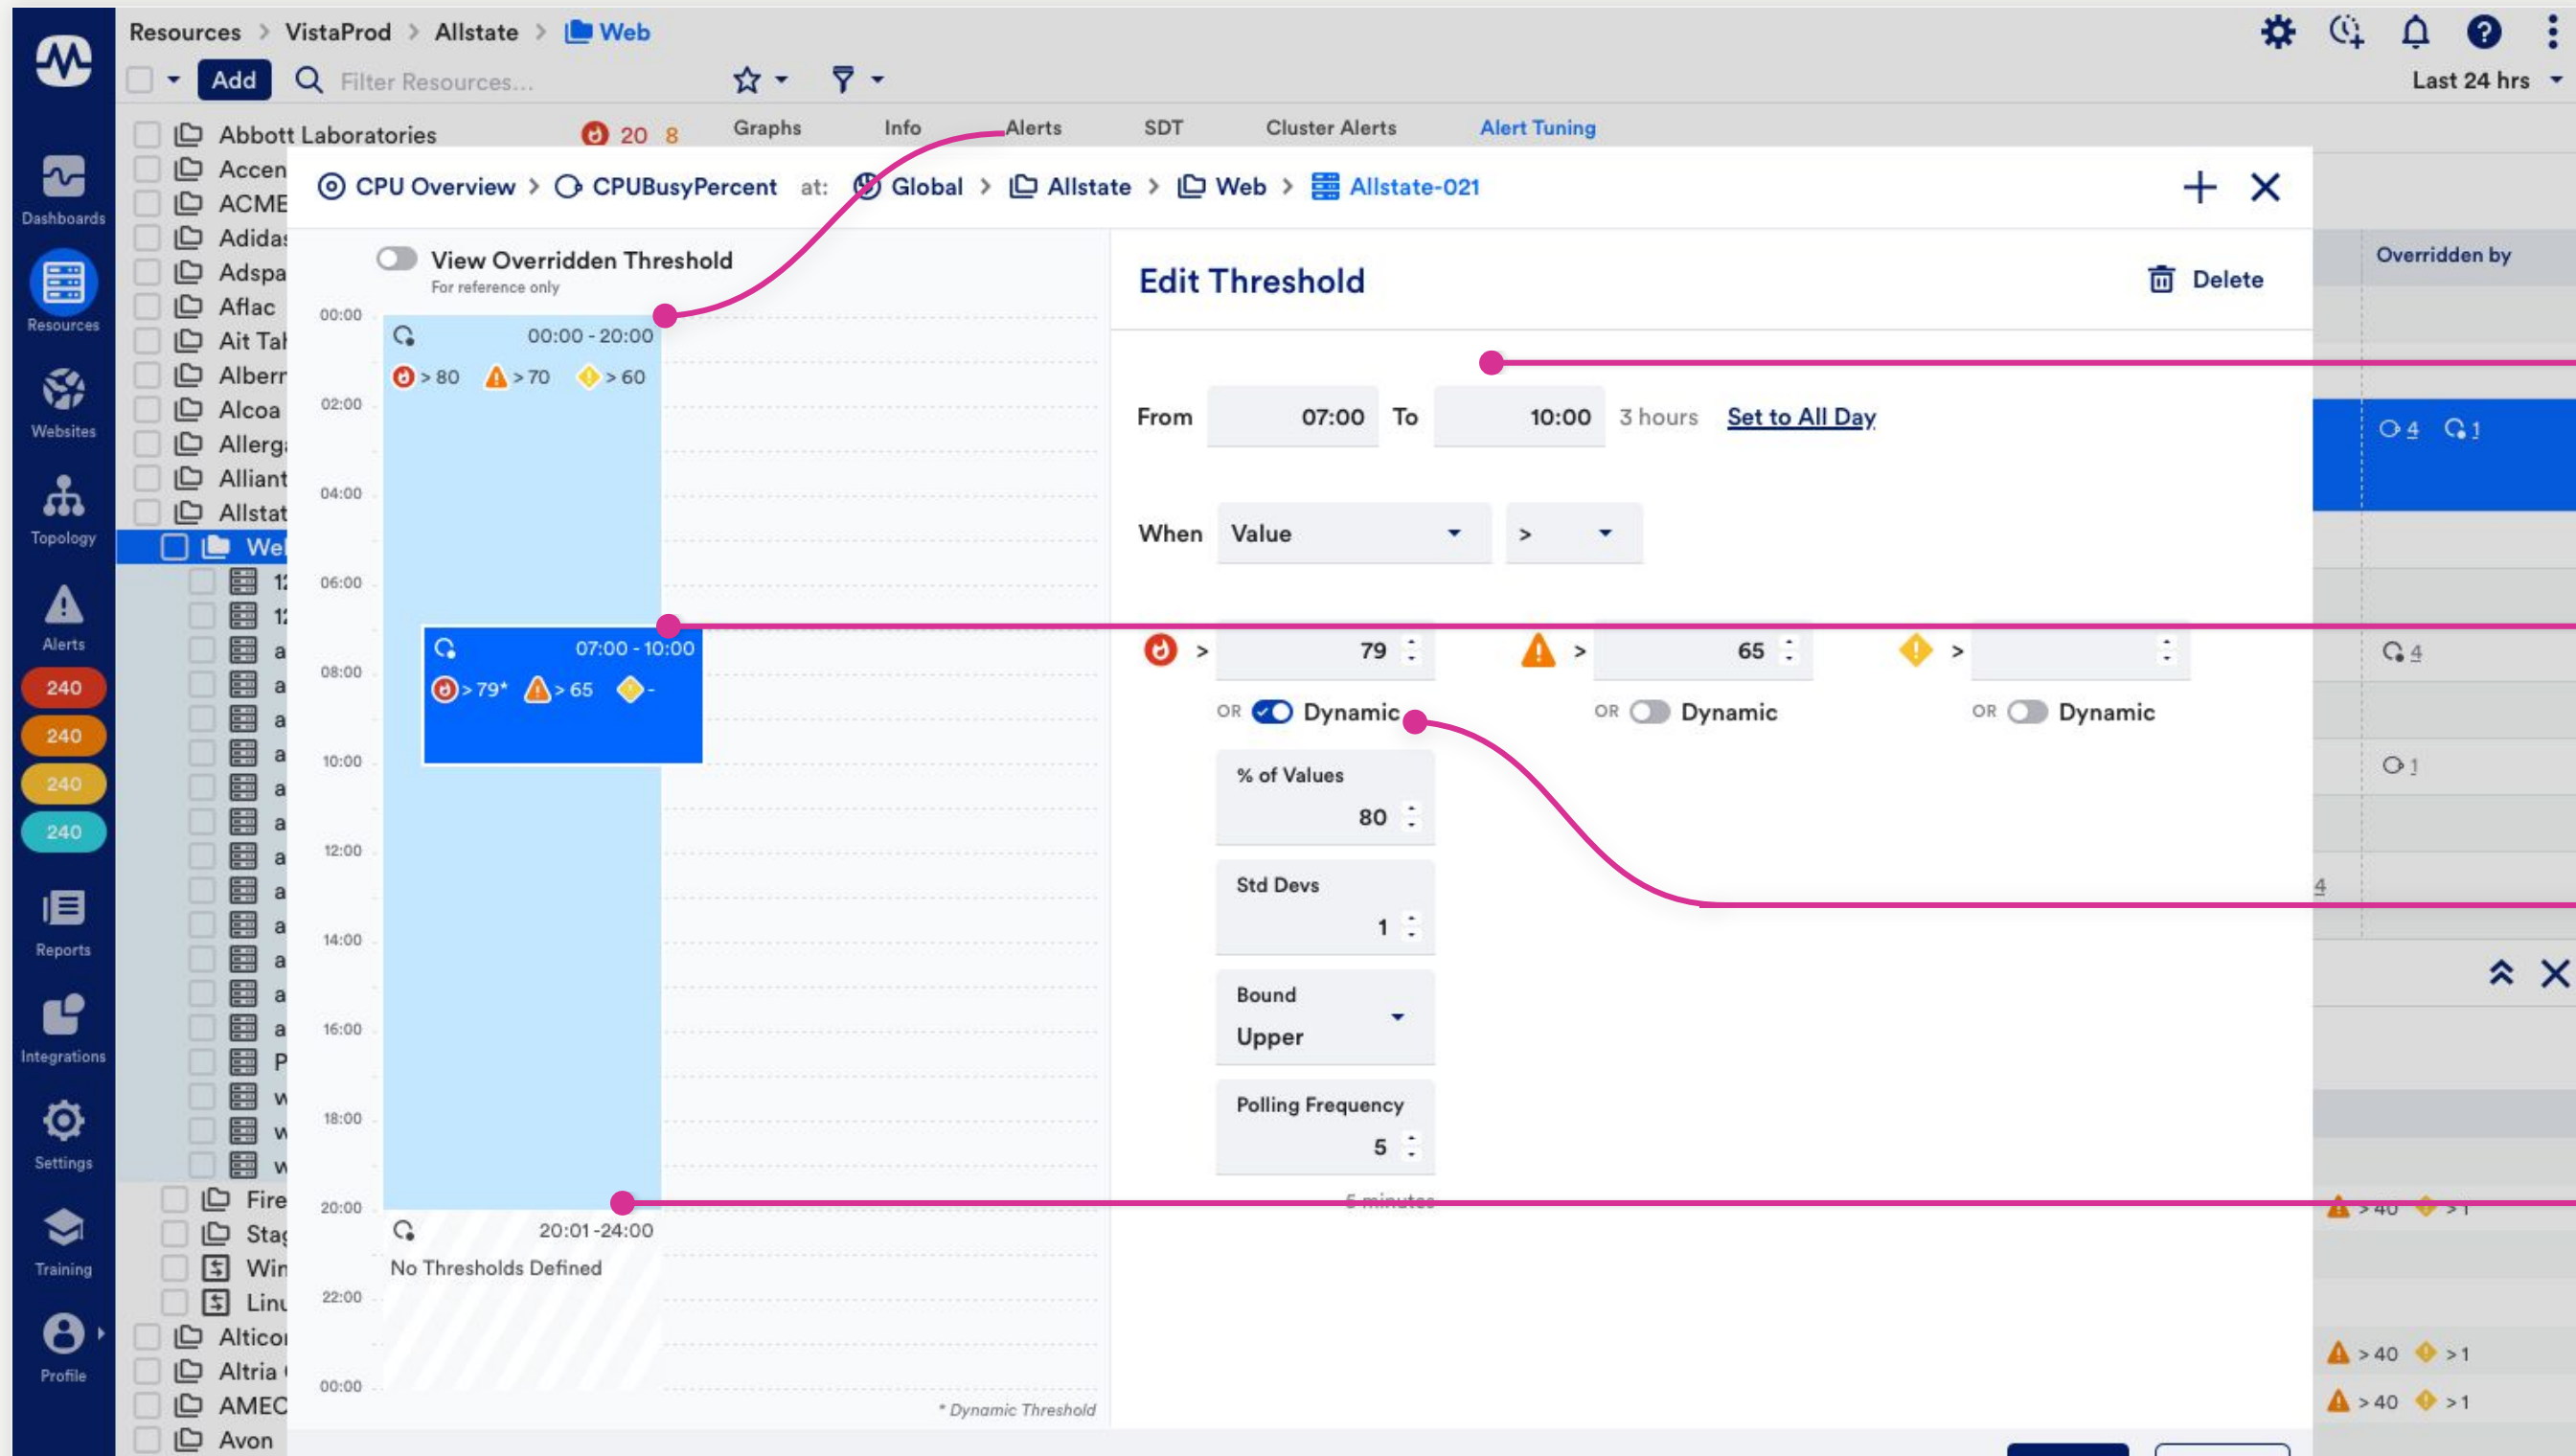 Resources > VistaProd > Allstate > Web
Add Filter Resources...
Last 24 hrs
Graphs Info Alerts SDT Cluster Alerts Alert Tuning
Dashboards
Resources
Websites
Topology
Alerts
240
240
240
240
Reports
Integrations
Settings
Training
Profile
Abbott Laboratories 20 8
Accen
ACME
Adidas
Adspa
Aflac
Ait Tah
Albern
Alcoa
Allerga
Alliant
Allstat
We
12
12
a
a
a
a
a
a
a
a
a
a
a
a
P
w
w
w
Fire
Stag
Win
Linu
Alticor
Altria
AMEC
Avon
CPU Overview > CPUBusyPercent at: Global > Allstate > Web > Allstate-021
View Overridden Threshold
For reference only
00:00
02:00
04:00
06:00
08:00
10:00
12:00
14:00
16:00
18:00
20:00
22:00
00:00
00:00 - 20:00
> 80 > 70 > 60
07:00 - 10:00
> 79* > 65 -
20:01 -24:00
No Thresholds Defined
* Dynamic Threshold
Edit Threshold
Delete
From 07:00 To 10:00 3 hours Set to All Day
When Value >
> 79 > 65 >
OR Dynamic OR Dynamic OR Dynamic
% of Values
80
Std Devs
1
Bound
Upper
Polling Frequency
5
5 minutes
Overridden by
4 1
4
1
4
> 40 > 1
> 40 > 1
> 40 > 1